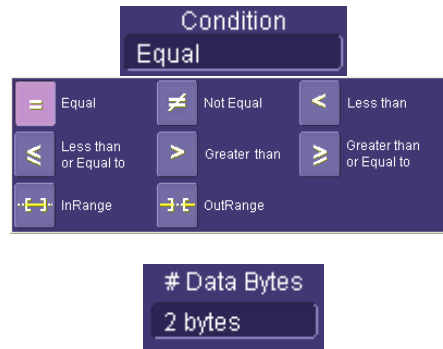 Condition
Equal
= Equal ≠ Not Equal < Less than
≤ Less than or Equal to > Greater than ≥ Greater than or Equal to
InRange OutRange
# Data Bytes
2 bytes